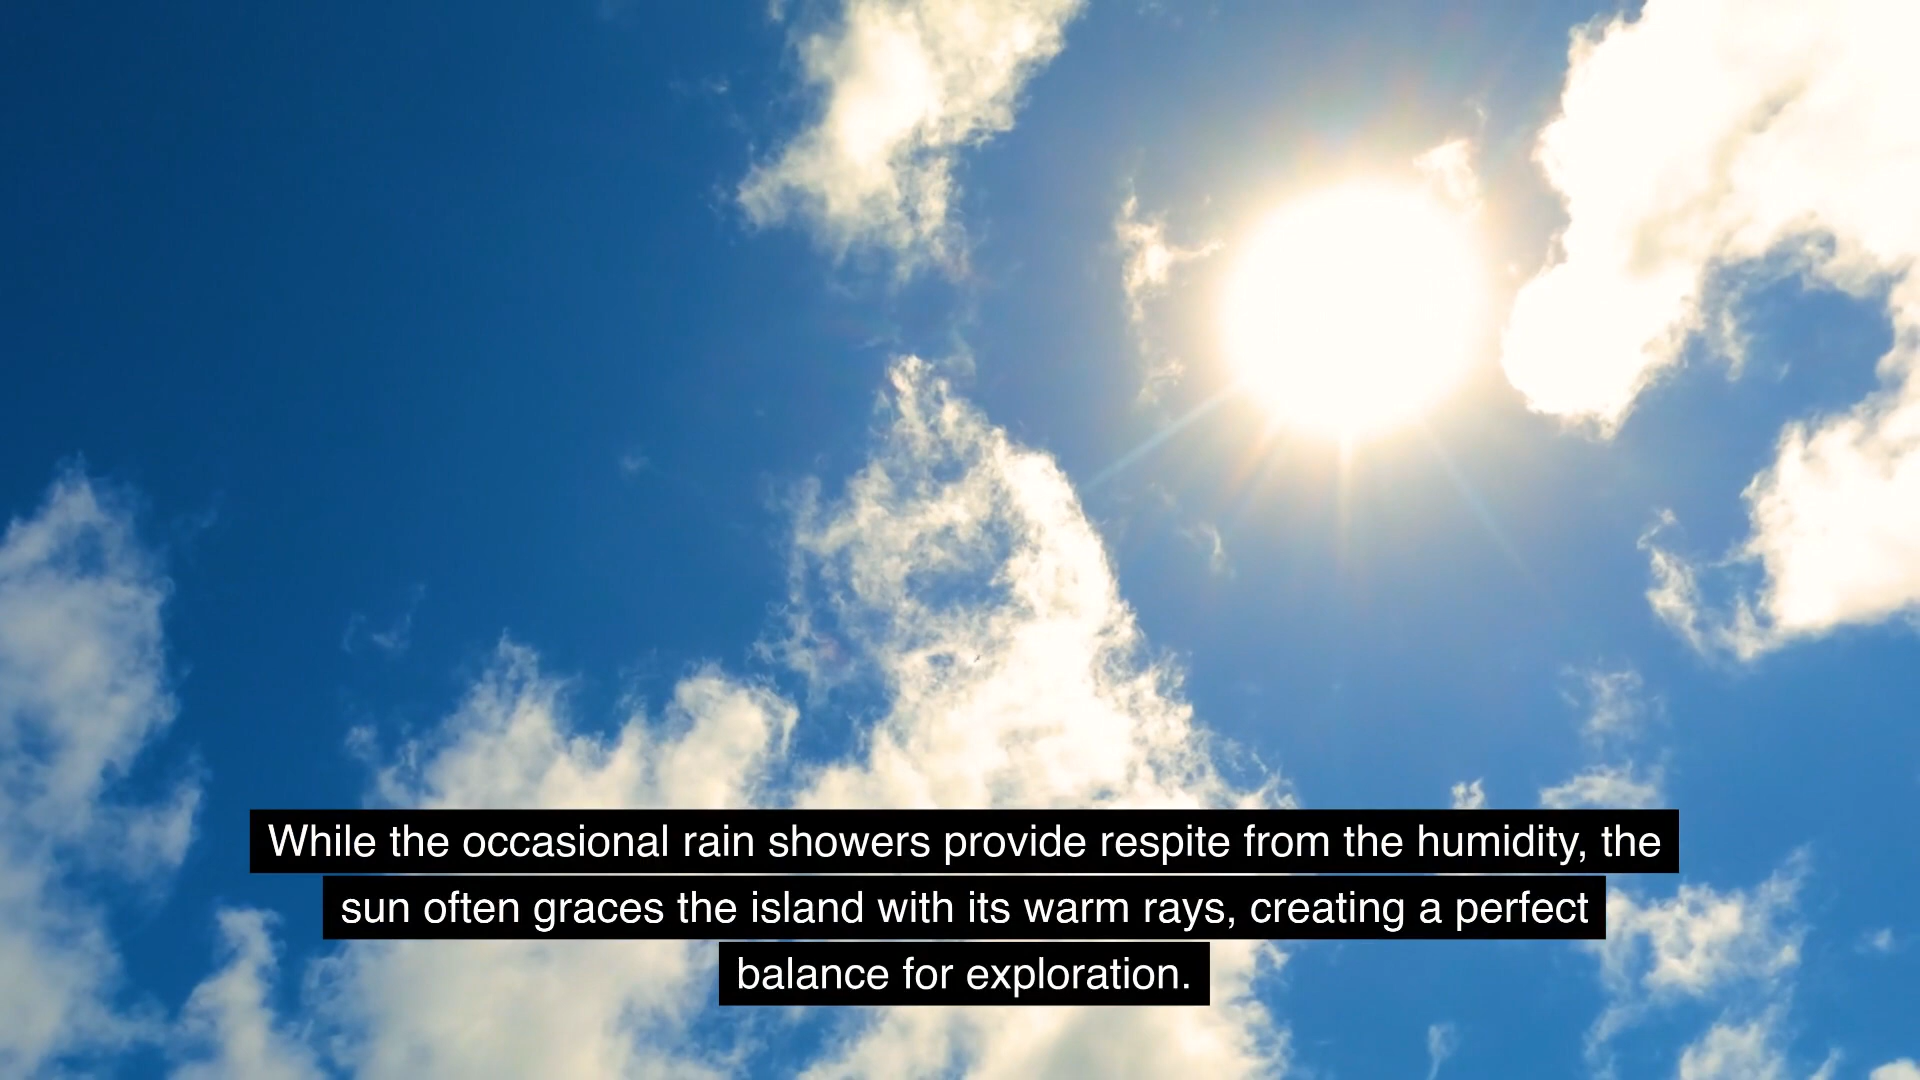 While the occasional rain showers provide respite from the humidity, the
sun often graces the island with its warm rays, creating a perfect
balance for exploration.